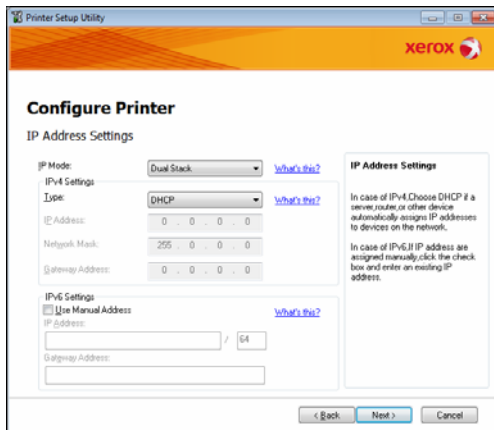 Printer Setup Utility
xerox
Configure Printer
IP Address Settings
IP Mode:
Dual Stack
What's this?
IPv4 Settings
Type:
DHCP
What's this?
IP Address:
0 . 0 . 0 . 0
Network Mask:
255 . 0 . 0 . 0
Gateway Address:
0 . 0 . 0 . 0
IPv6 Settings
Use Manual Address
What's this?
IP Address:
/ 64
Gateway Address:
IP Address Settings
In case of IPv4,Choose DHCP if a
server,router,or other device
automatically assigns IP addresses
to devices on the network.
In case of IPv6,If IP address are
assigned manually,click the check
box and enter an existing IP
address.
< Back
Next >
Cancel